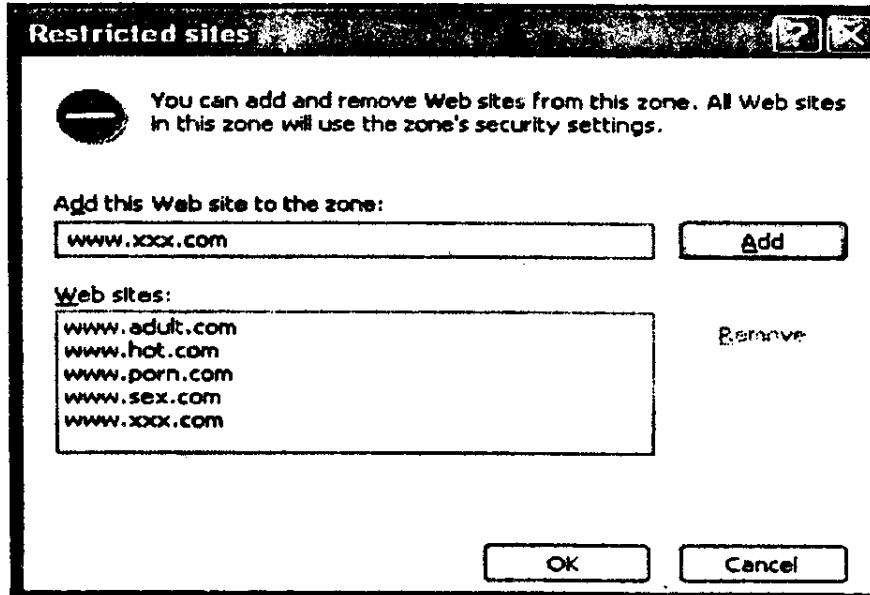 Restricted sites
You can add and remove Web sites from this zone. All Web sites
in this zone will use the zone's security settings.
Add this Web site to the zone:
www.xxx.com
Add
Web sites:
www.adult.com
www.hot.com
www.porn.com
www.sex.com
www.xxx.com
Remove
OK
Cancel